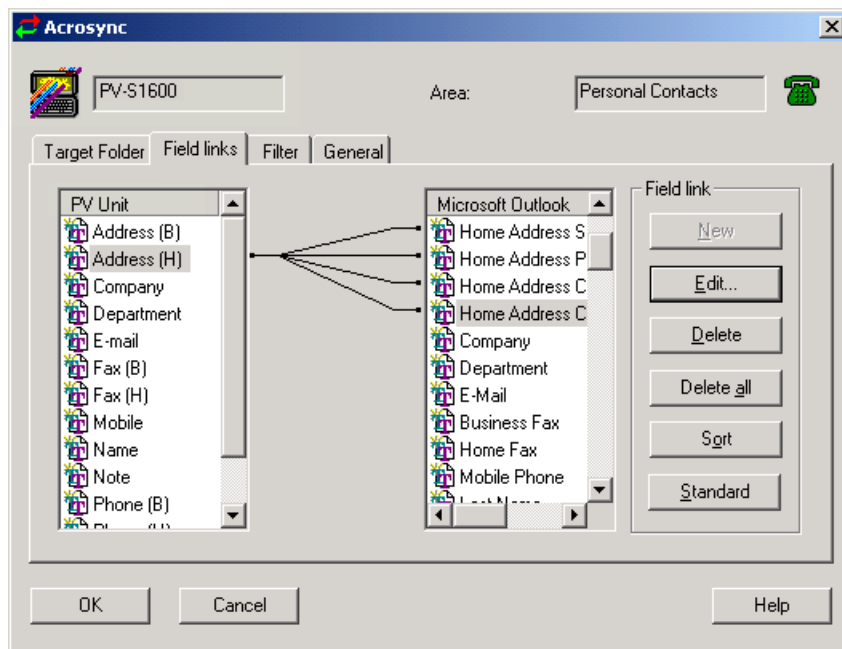 Acrosync
PV-S1600
Area:
Personal Contacts
Target Folder
Field links
Filter
General
PV Unit
Address (B)
Address (H)
Company
Department
E-mail
Fax (B)
Fax (H)
Mobile
Name
Note
Phone (B)
Microsoft Outlook
Home Address S
Home Address P
Home Address C
Home Address C
Company
Department
E-Mail
Business Fax
Home Fax
Mobile Phone
Field link
New
Edit...
Delete
Delete all
Sort
Standard
OK
Cancel
Help